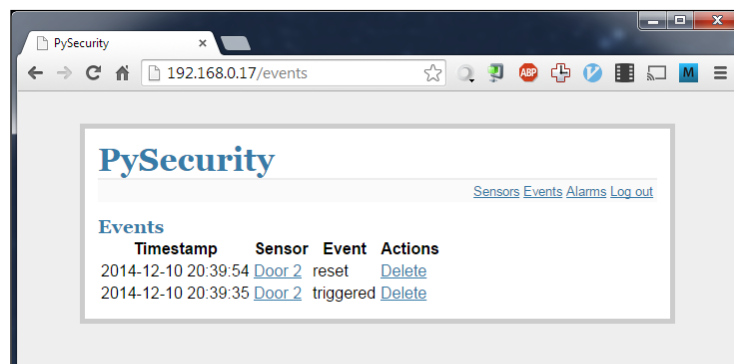 PySecurity
192.168.0.17/events
ABP
M
PySecurity
Sensors Events Alarms Log out
Events
Timestamp Sensor Event Actions
2014-12-10 20:39:54 Door 2 reset Delete
2014-12-10 20:39:35 Door 2 triggered Delete